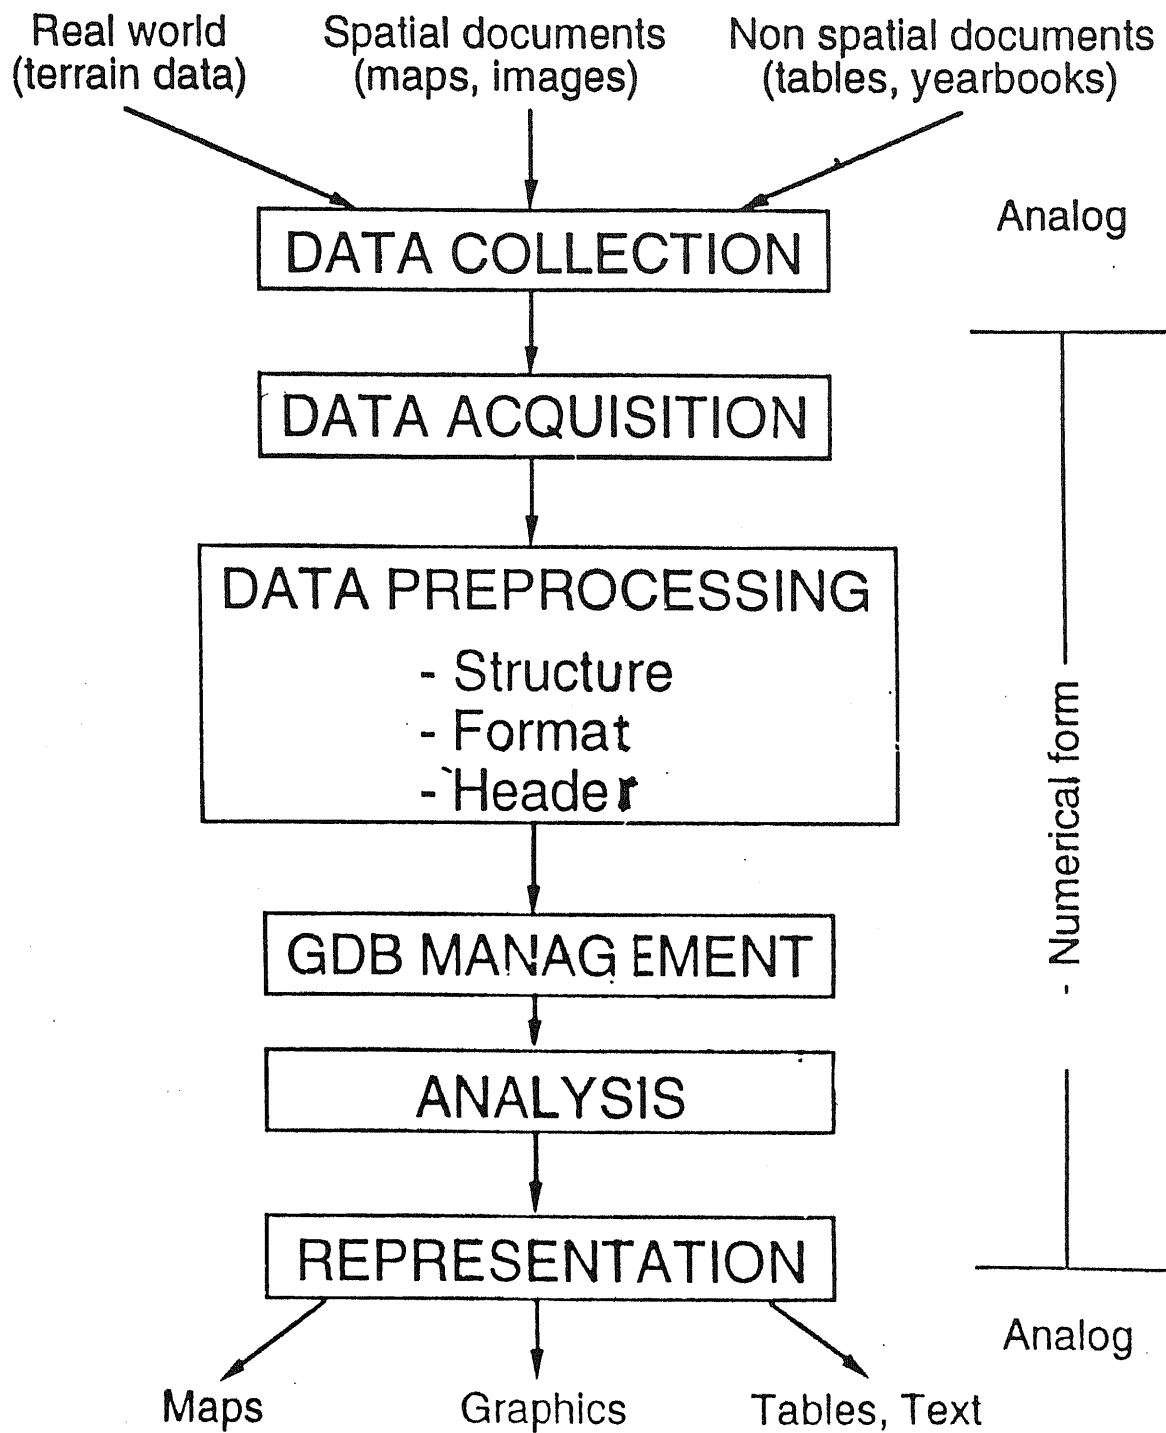 Real world
(terrain data)
Spatial documents
(maps, images)
Non spatial documents
(tables, yearbooks)
Analog
DATA COLLECTION
DATA ACQUISITION
DATA PREPROCESSING
- Structure
- Format
- Header
- Numerical form
GDB MANAGEMENT
ANALYSIS
REPRESENTATION
Analog
Maps
Graphics
Tables, Text